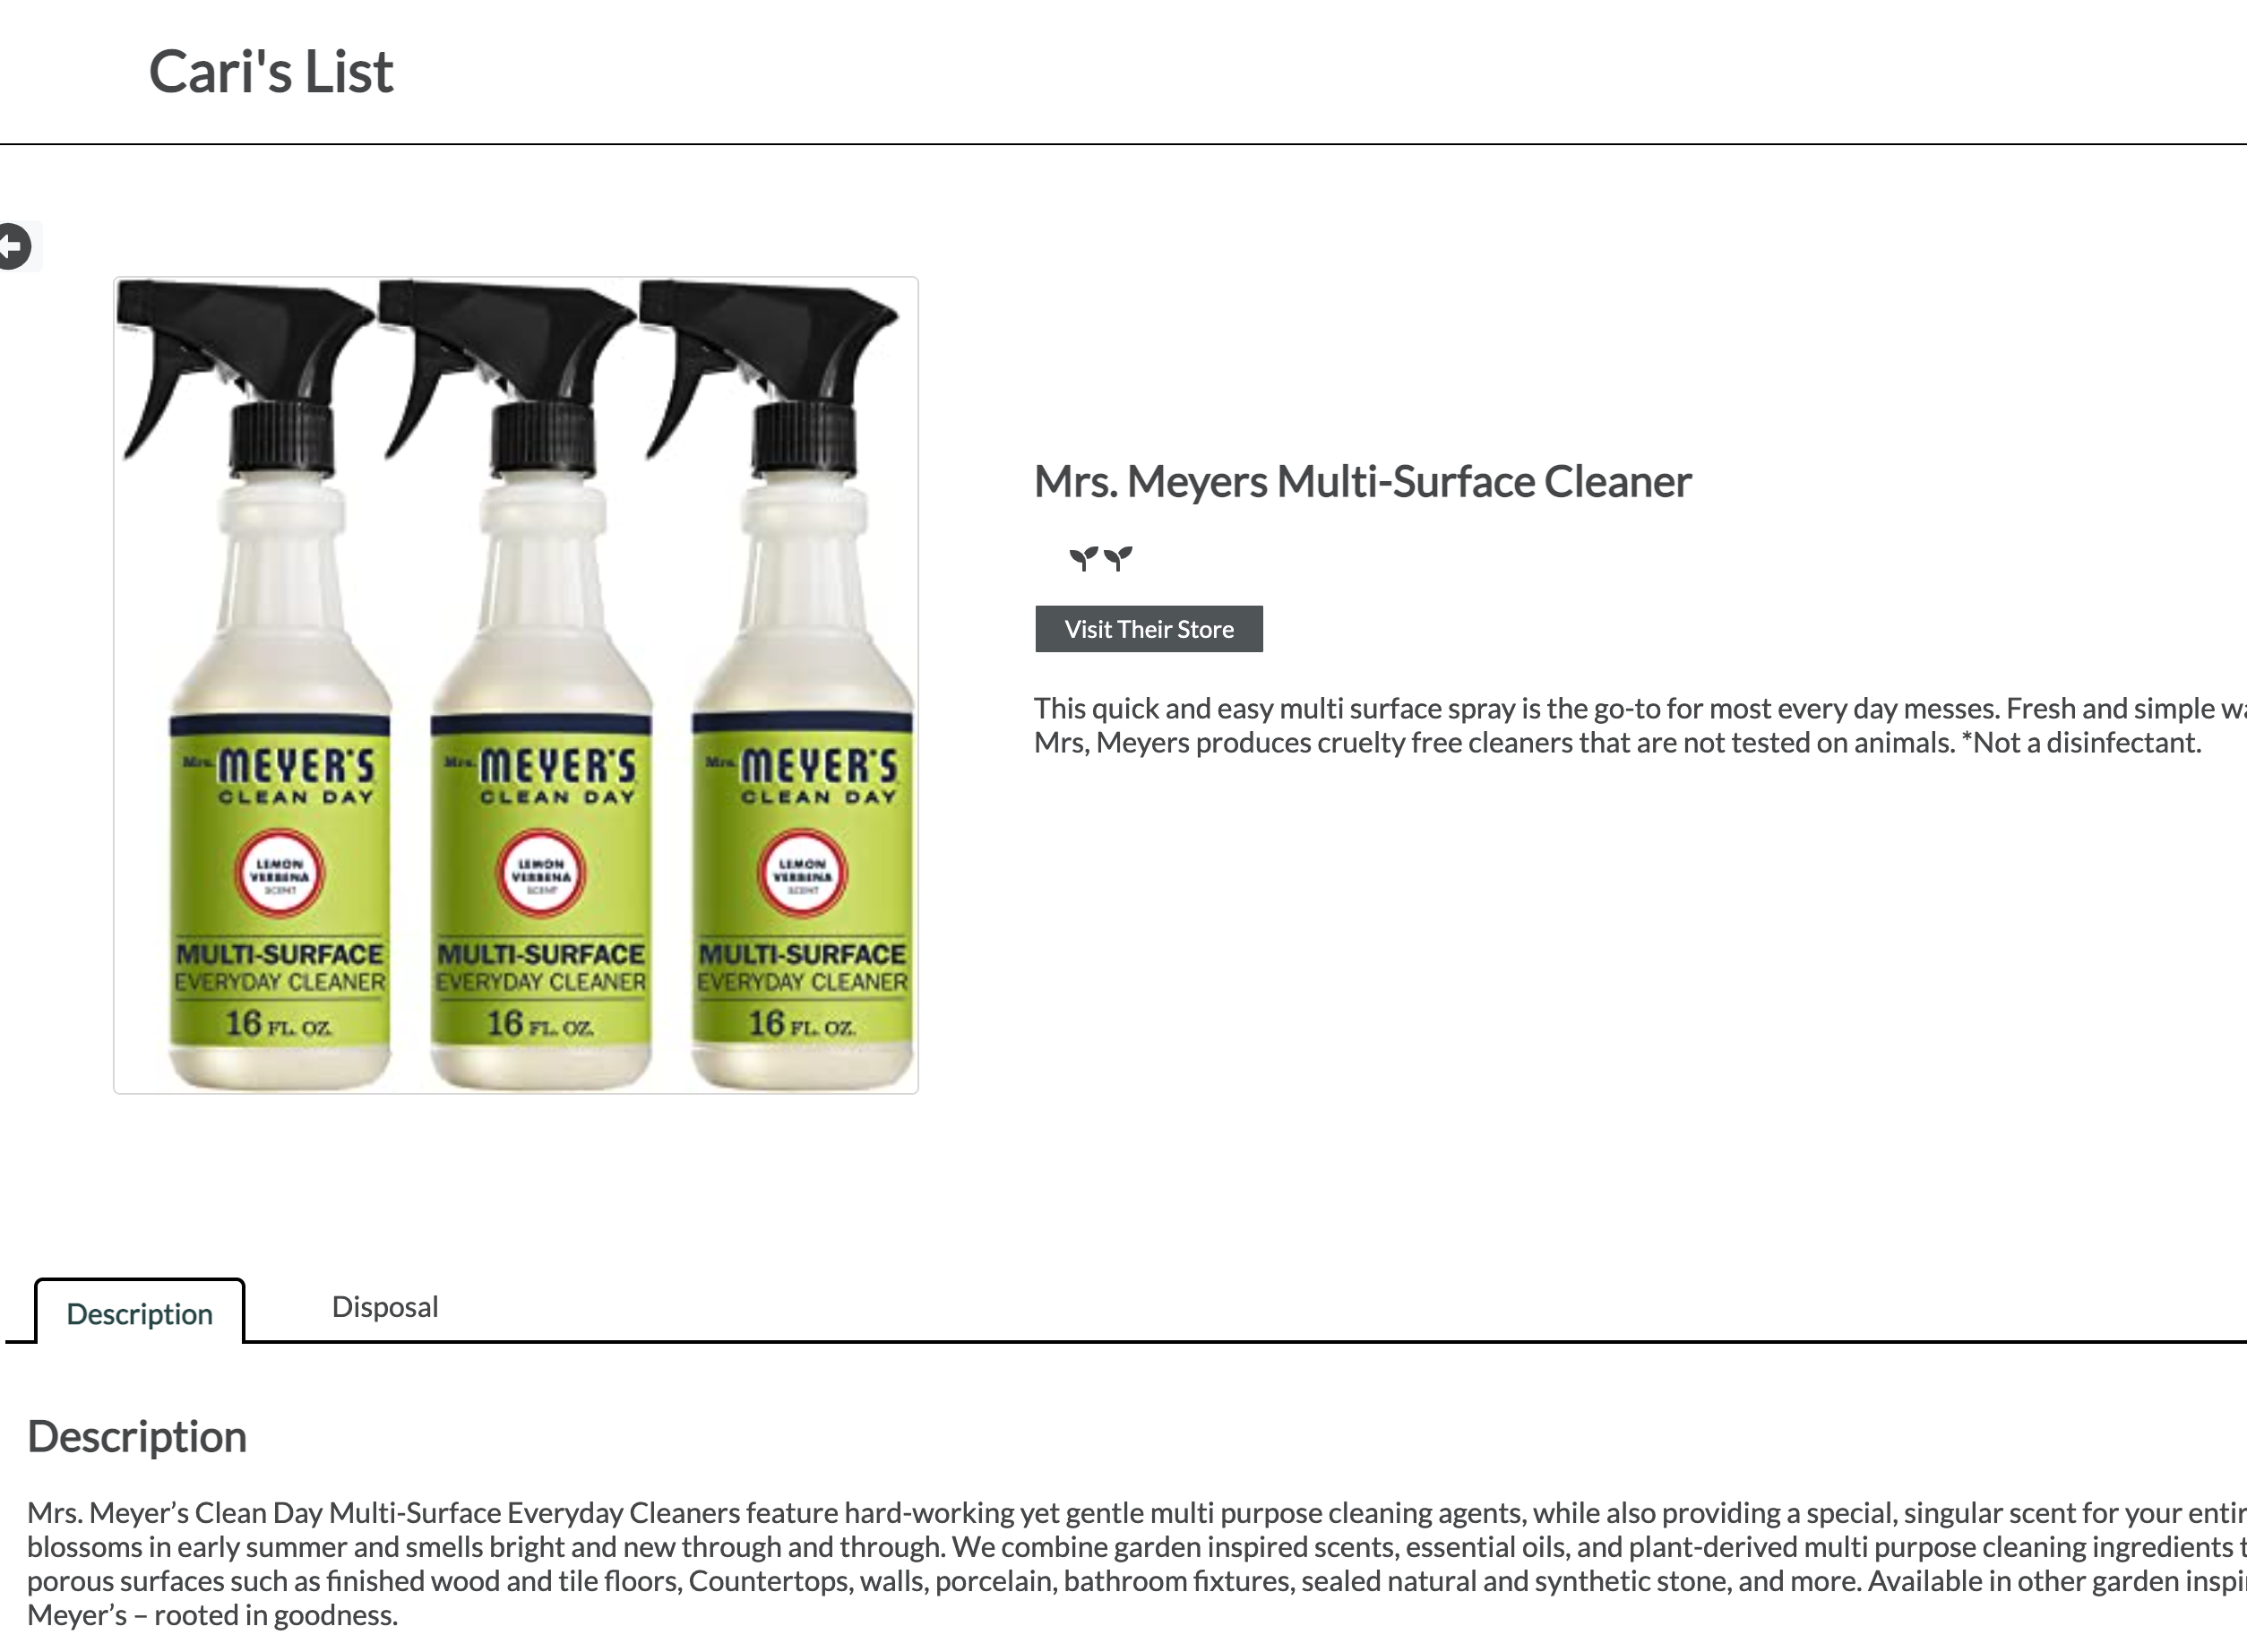 Cari's List
Mrs. MEYER'S
CLEAN DAY
LEMON
VERBENA
SCENT
MULTI-SURFACE
EVERYDAY CLEANER
16 FL. OZ.
Mrs. MEYER'S
CLEAN DAY
LEMON
VERBENA
SCENT
MULTI-SURFACE
EVERYDAY CLEANER
16 FL. OZ.
Mrs. MEYER'S
CLEAN DAY
LEMON
VERBENA
SCENT
MULTI-SURFACE
EVERYDAY CLEANER
16 FL. OZ.
Mrs. Meyers Multi-Surface Cleaner
Visit Their Store
This quick and easy multi surface spray is the go-to for most every day messes. Fresh and simple
Mrs, Meyers produces cruelty free cleaners that are not tested on animals. *Not a disinfectant.
Description
Disposal
Description
Mrs. Meyer’s Clean Day Multi-Surface Everyday Cleaners feature hard-working yet gentle multi purpose cleaning agents, while also providing a special, singular scent for your
blossoms in early summer and smells bright and new through and through. We combine garden inspired scents, essential oils, and plant-derived multi purpose cleaning ingredients
porous surfaces such as finished wood and tile floors, Countertops, walls, porcelain, bathroom fixtures, sealed natural and synthetic stone, and more. Available in other garden
Meyer’s – rooted in goodness.